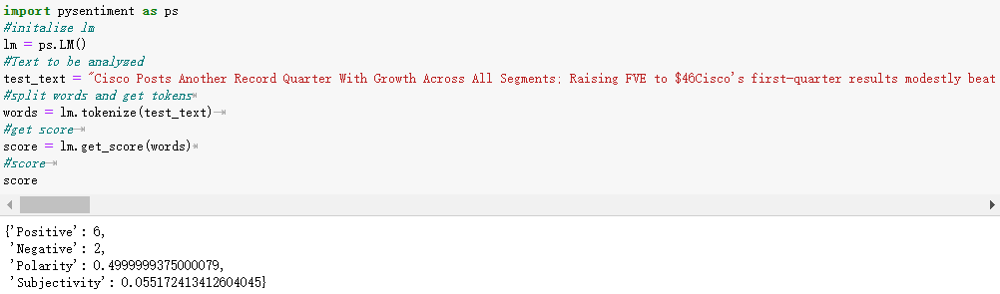 import pysentiment as ps
#initalise lm
lm = ps.LM()
#Text to be analyzed
test_text = "Cisco Posts Another Record Quarter With Growth Across All Segments; Raising FVE to $46Cisco's first-quarter results modestly beat
#split words and get tokens
words = lm.tokenize(test_text)
#get score
score = lm.get_score(words)
#score
score
{'Positive': 6,
'Negative': 2,
'Polarity': 0.4999999375000079,
'Subjectivity': 0.055172413412604045}